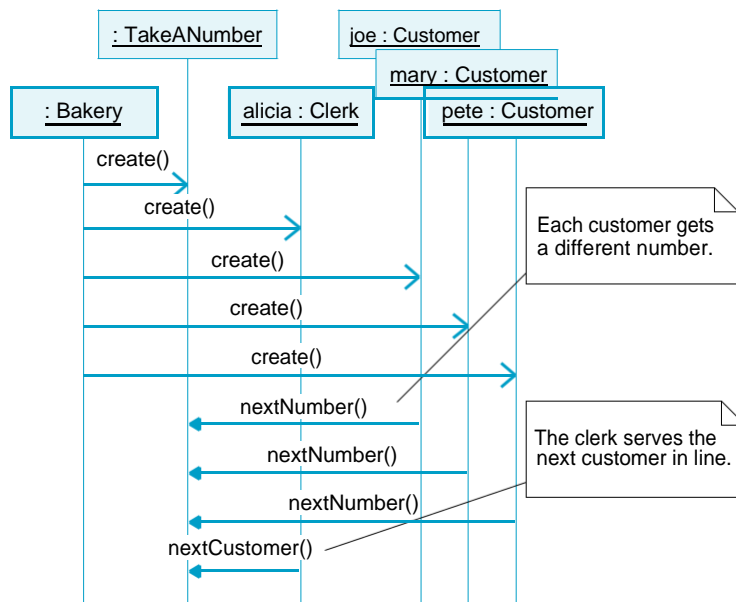 : TakeANumber
joe : Customer
mary : Customer
: Bakery
alicia : Clerk
pete : Customer
create()
create()
create()
create()
create()
Each customer gets
a different number.
nextNumber()
nextNumber()
nextNumber()
nextCustomer()
The clerk serves the
next customer in line.